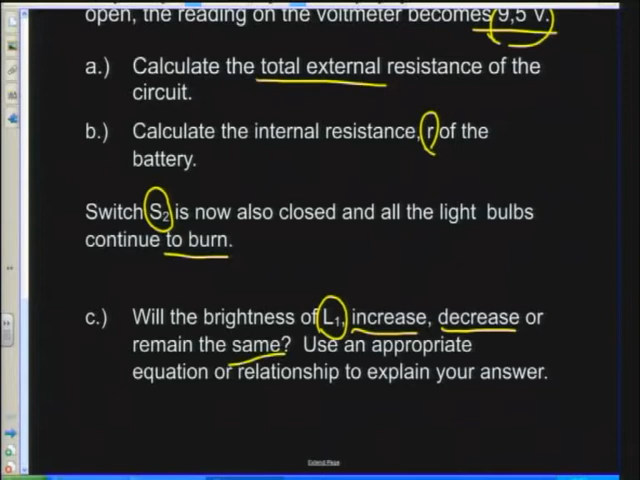 open, the reading on the voltmeter becomes 9,5 V.
a.) Calculate the total external resistance of the
circuit.
b.) Calculate the internal resistance, r of the
battery.
Switch S₂ is now also closed and all the light bulbs
continue to burn.
c.) Will the brightness of L₁, increase, decrease or
remain the same? Use an appropriate
equation or relationship to explain your answer.
Extend Page